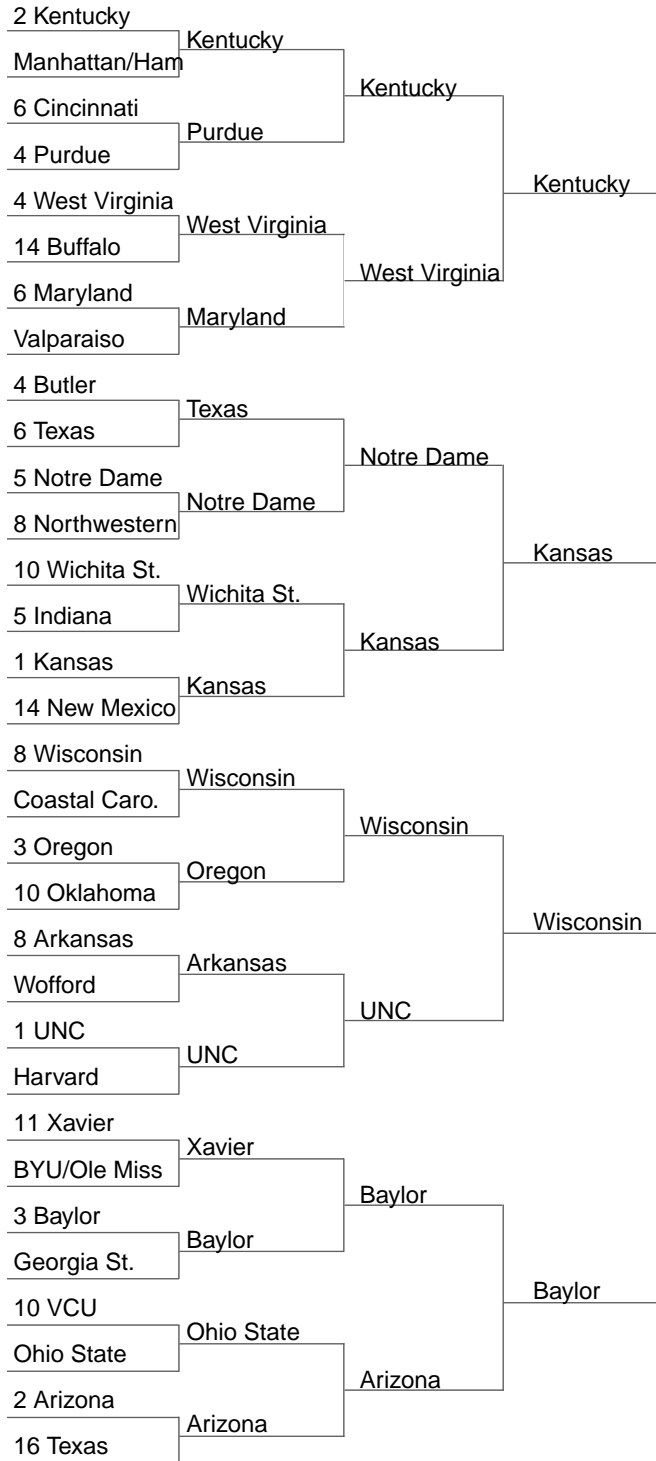 2 Kentucky
Manhattan/Ham
6 Cincinnati
4 Purdue
4 West Virginia
14 Buffalo
6 Maryland
Valparaiso
4 Butler
6 Texas
5 Notre Dame
8 Northwestern
10 Wichita St.
5 Indiana
1 Kansas
14 New Mexico
8 Wisconsin
Coastal Caro.
3 Oregon
10 Oklahoma
8 Arkansas
Wofford
1 UNC
Harvard
11 Xavier
BYU/Ole Miss
3 Baylor
Georgia St.
10 VCU
Ohio State
2 Arizona
16 Texas
Kentucky
Purdue
West Virginia
Maryland
Texas
Notre Dame
Wichita St.
Kansas
Wisconsin
Oregon
Arkansas
UNC
Xavier
Baylor
Ohio State
Arizona
Kentucky
West Virginia
Notre Dame
Kansas
Wisconsin
UNC
Baylor
Arizona
Kentucky
Kansas
Wisconsin
Baylor